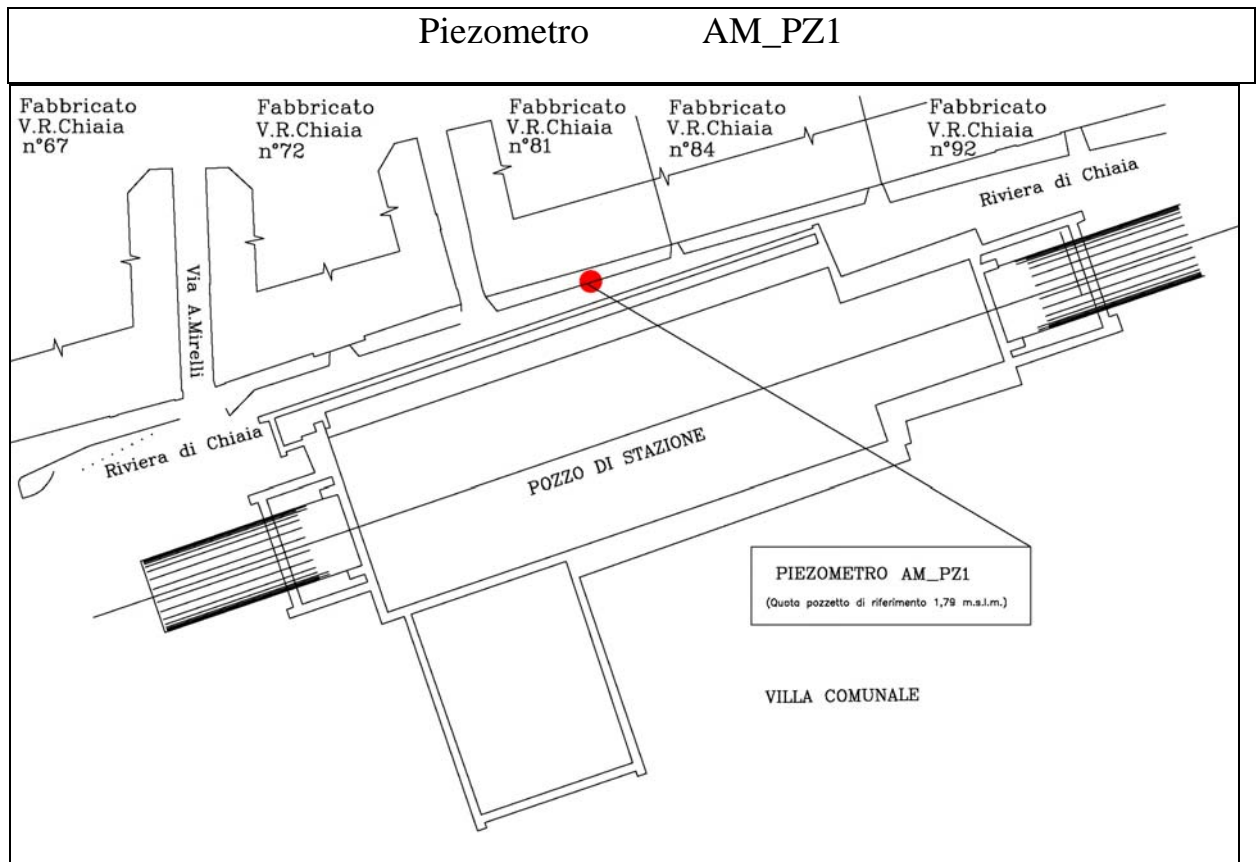 Piezometro AM_PZ1
Fabbricato
V.R.Chiaia
n°67
Fabbricato
V.R.Chiaia
n°72
Fabbricato
V.R.Chiaia
n°81
Fabbricato
V.R.Chiaia
n°84
Fabbricato
V.R.Chiaia
n°92
Riviera di Chiaia
Via A.Mirelli
Riviera di Chiaia
POZZO DI STAZIONE
PIEZOMETRO AM_PZ1
(Quota pozzetto di riferimento 1,79 m.s.l.m.)
VILLA COMUNALE